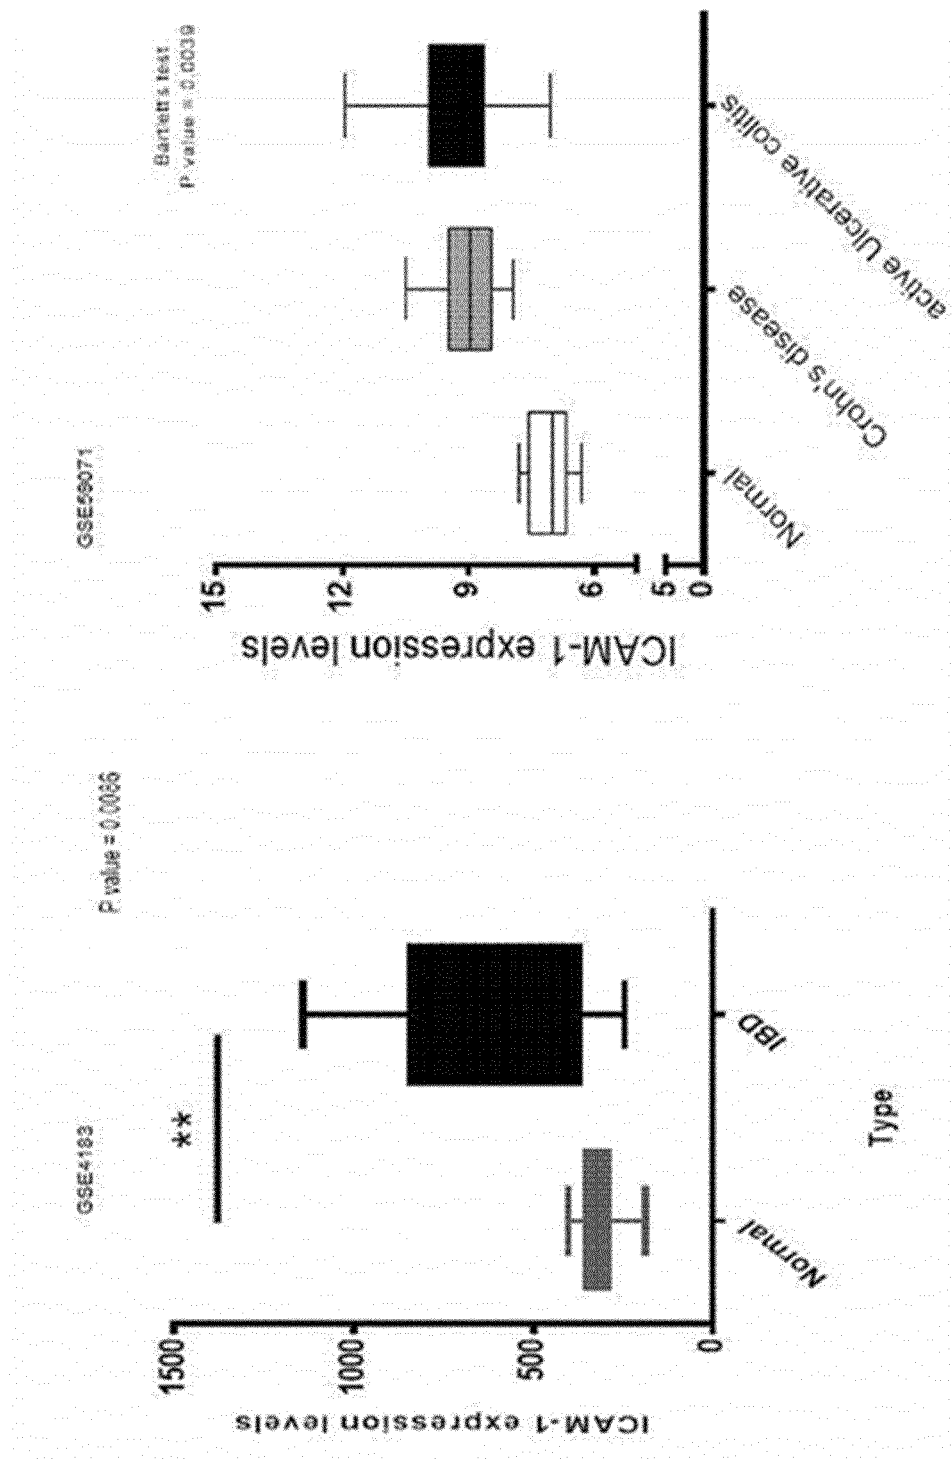 GSE4183
P value = 0.0086
**
ICAM-1 expression levels
1500
1000
500
0
Normal
IBD
Type
GSE59071
Bartlett's test
P value = 0.0039
ICAM-1 expression levels
15
12
9
6
5
0
Normal
Crohn's disease
active Ulcerative colitis